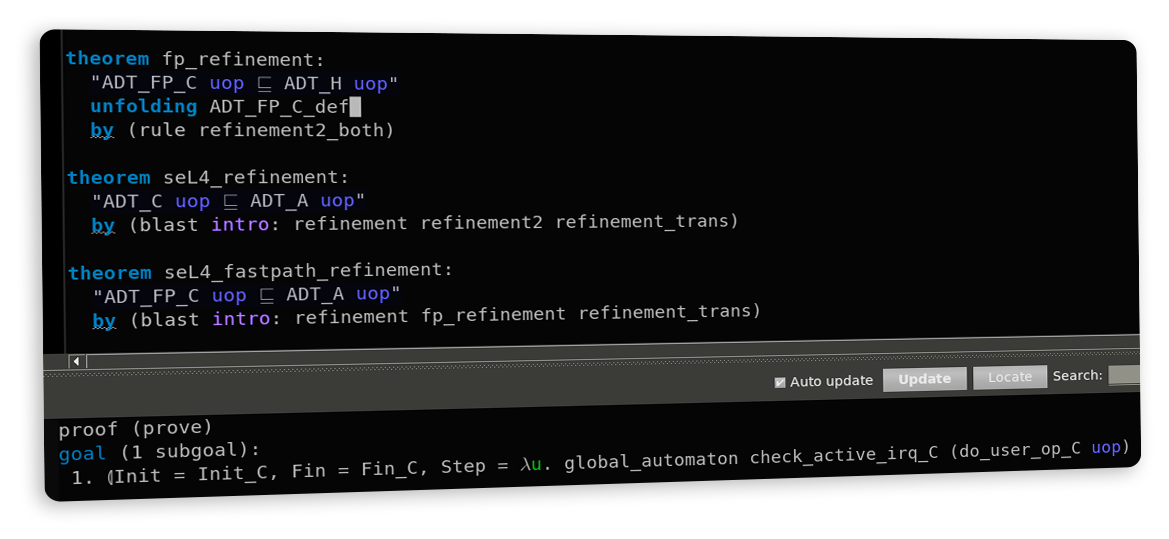 theorem fp_refinement:
"ADT_FP_C uop ⊑ ADT_H uop"
unfolding ADT_FP_C_def
by (rule refinement2_both)
theorem seL4_refinement:
"ADT_C uop ⊑ ADT_A uop"
by (blast intro: refinement refinement2 refinement_trans)
theorem seL4_fastpath_refinement:
"ADT_FP_C uop ⊑ ADT_A uop"
by (blast intro: refinement fp_refinement refinement_trans)
Auto update Update Locate Search:
proof (prove)
goal (1 subgoal):
1. ⦇Init = Init_C, Fin = Fin_C, Step = λu. global_automaton check_active_irq_C (do_user_op_C uop)